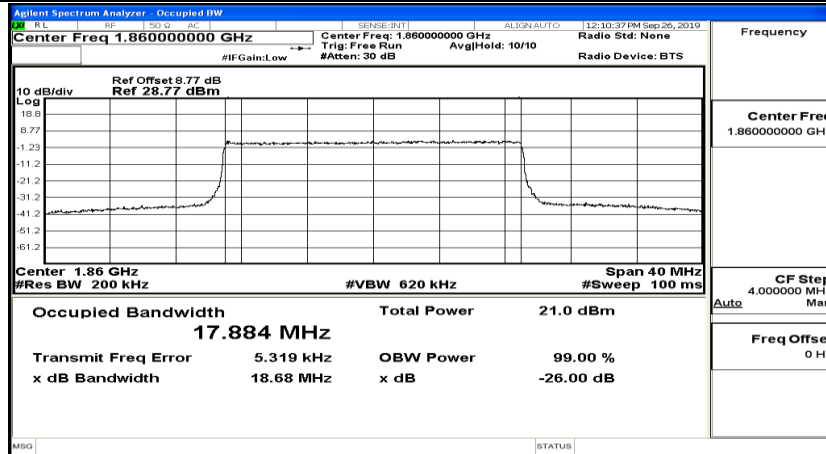 Agilent Spectrum Analyzer - Occupied BW
LXI R L RF 50 Ω AC SENSE:INT ALIGN AUTO 12:10:37 PM Sep 26, 2019
Center Freq 1.860000000 GHz
Center Freq: 1.860000000 GHz Radio Std: None
Trig: Free Run Avg|Hold: 10/10
#IFGain:Low #Atten: 30 dB Radio Device: BTS
Ref Offset 8.77 dB
10 dB/div Ref 28.77 dBm
Log
18.8
8.77
-1.23
-11.2
-21.2
-31.2
-41.2
-51.2
-61.2
Center 1.86 GHz Span 40 MHz
#Res BW 200 kHz #VBW 620 kHz #Sweep 100 ms
Occupied Bandwidth Total Power 21.0 dBm
17.884 MHz
Transmit Freq Error 5.319 kHz OBW Power 99.00 %
x dB Bandwidth 18.68 MHz x dB -26.00 dB
MSG STATUS
Frequency
Center Fre
1.860000000 GH
CF Step
4.000000 MH
Auto Ma
Freq Offse
0 H